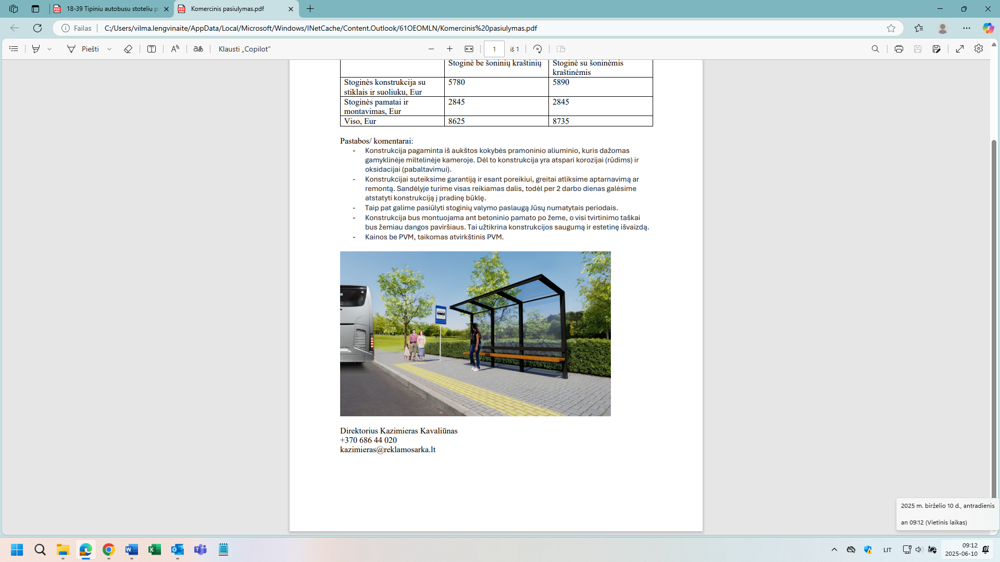 18-39 Tipiniu autobusu stoteliu p
Komercinis pasiulymas.pdf
Failas
C:/Users/vilma.lengvinaite/AppData/Local/Microsoft/Windows/INetCache/Content.Outlook/61OEOMLN/Komercinis%20pasiulymas.pdf
Piešti
Klausti „Copilot“
1
iš 1
Stoginė be šoninių kraštinių
Stoginė su šoninėmis
kraštinėmis
Stoginės konstrukcija su
stiklais ir suoliuku, Eur
5780
5890
Stoginės pamatai ir
montavimas, Eur
2845
2845
Viso, Eur
8625
8735
Pastabos/ komentarai:
- Konstrukcija pagaminta iš aukštos kokybės pramoninio aliuminio, kuris dažomas
gamyklinėje miltelinėje kameroje. Dėl to konstrukcija yra atspari korozijai (rūdims) ir
oksidacijai (pabaltavimui).
- Konstrukcijai suteiksime garantiją ir esant poreikiui, greitai atliksime aptarnavimą ar
remontą. Sandėlyje turime visas reikiamas dalis, todėl per 2 darbo dienas galėsime
atstatyti konstrukciją į pradinę būklę.
- Taip pat galime pasiūlyti stoginių valymo paslaugą Jūsų numatytais periodais.
- Konstrukcija bus montuojama ant betoninio pamato po žeme, o visi tvirtinimo taškai
bus žemiau dangos paviršiaus. Tai užtikrina konstrukcijos saugumą ir estetinę išvaizdą.
- Kainos be PVM, taikomas atvirkštinis PVM.
Direktorius Kazimieras Kavaliūnas
+370 686 44 020
kazimieras@reklamosarka.lt
2025 m. birželio 10 d., antradienis
an 09:12 (Vietinis laikas)
LIT
09:12
2025-06-10